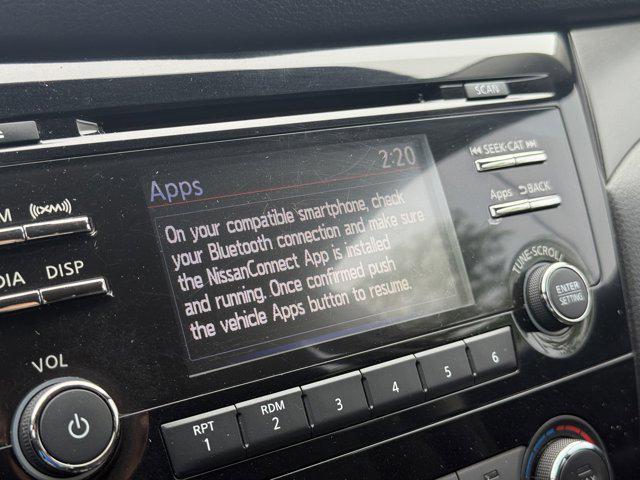 SCAN
Apps 2:20
On your compatible smartphone, check
your Bluetooth connection and make sure
the NissanConnect App is installed
and running. Once confirmed push
the vehicle Apps button to resume.
SEEK·CAT
Apps BACK
TUNE·SCROLL
ENTER
SETTING
M ((XM))
DIA DISP
VOL
RPT
1
RDM
2
3
4
5
6